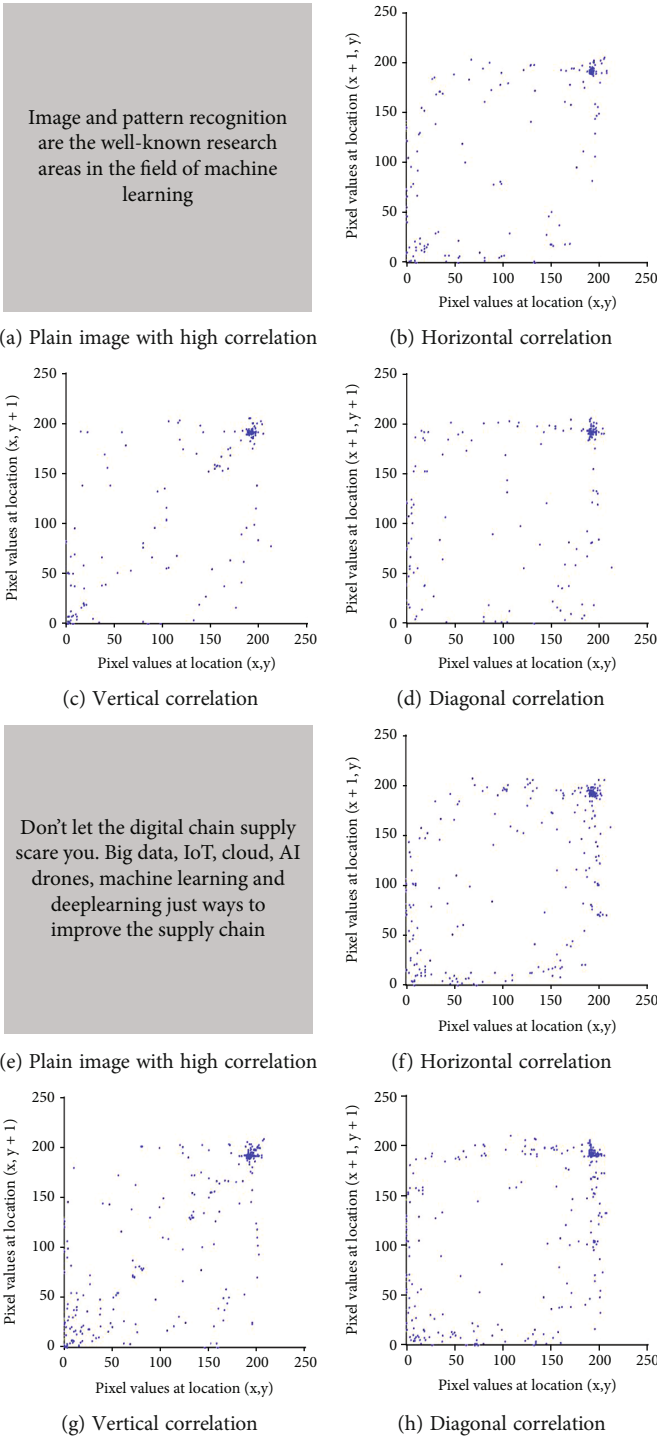 Image and pattern recognition
are the well-known research
areas in the field of machine
learning
(a) Plain image with high correlation
Pixel values at location (x + 1, y)
250
200
150
100
50
0
0 50 100 150 200 250
Pixel values at location (x,y)
(b) Horizontal correlation
Pixel values at location (x, y + 1)
250
200
150
100
50
0
0 50 100 150 200 250
Pixel values at location (x,y)
(c) Vertical correlation
Pixel values at location (x + 1, y + 1)
250
200
150
100
50
0
0 50 100 150 200 250
Pixel values at location (x,y)
(d) Diagonal correlation
Don't let the digital chain supply
scare you. Big data, IoT, cloud, AI
drones, machine learning and
deeplearning just ways to
improve the supply chain
(e) Plain image with high correlation
Pixel values at location (x + 1, y)
250
200
150
100
50
0
0 50 100 150 200 250
Pixel values at location (x,y)
(f) Horizontal correlation
Pixel values at location (x, y + 1)
250
200
150
100
50
0
0 50 100 150 200 250
Pixel values at location (x,y)
(g) Vertical correlation
Pixel values at location (x + 1, y + 1)
250
200
150
100
50
0
0 50 100 150 200 250
Pixel values at location (x,y)
(h) Diagonal correlation